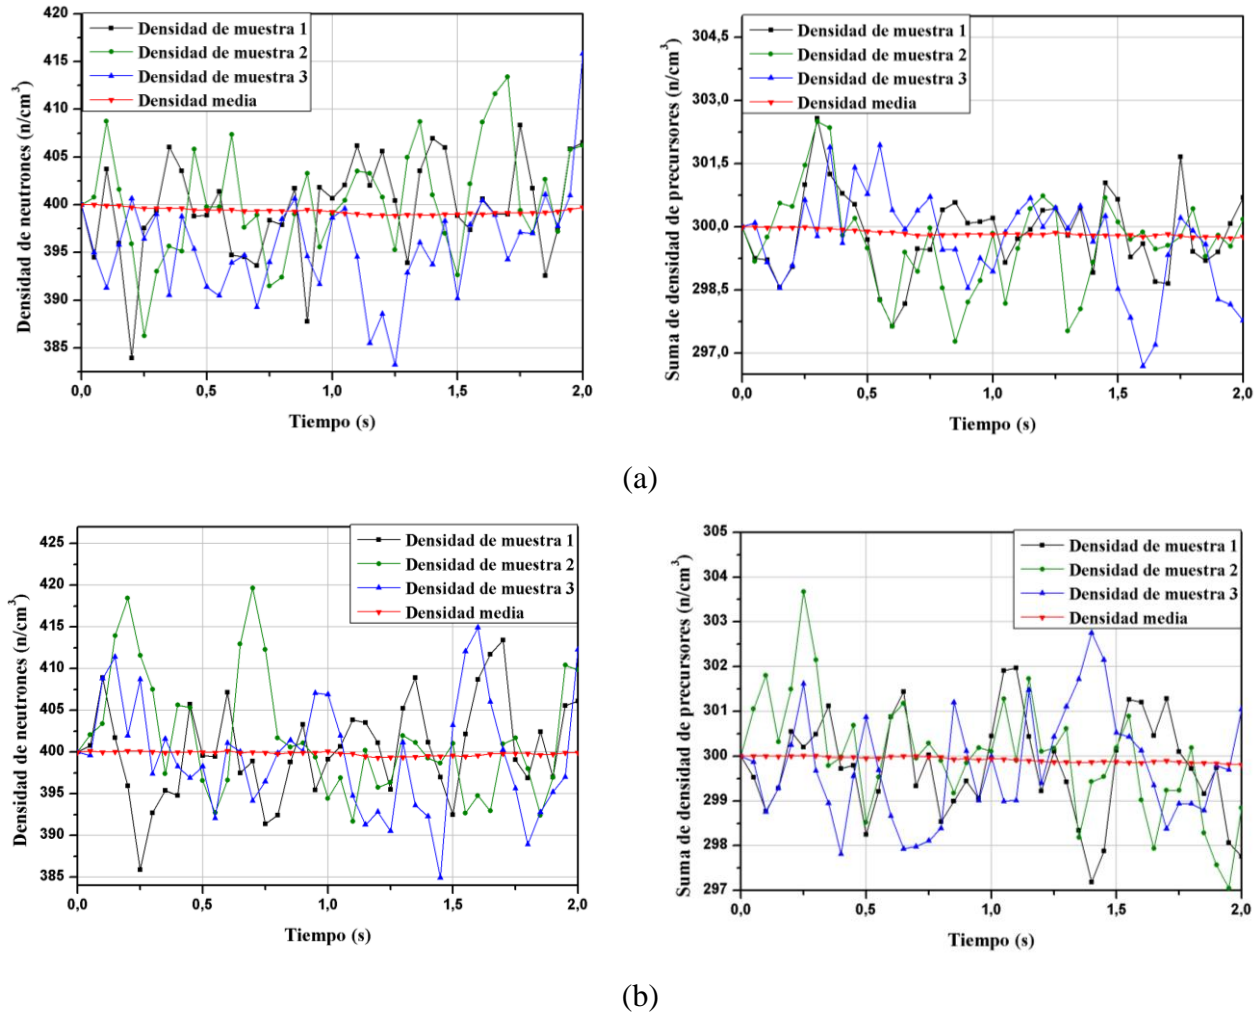 420
415
410
405
400
395
390
385
Densidad de neutrones (n/cm³)
Densidad de muestra 1
Densidad de muestra 2
Densidad de muestra 3
Densidad media
0,0 0,5 1,0 1,5 2,0
Tiempo (s)
304,5
303,0
301,5
300,0
298,5
297,0
Suma de densidad de precursores (n/cm³)
Densidad de muestra 1
Densidad de muestra 2
Densidad de muestra 3
Densidad media
0,0 0,5 1,0 1,5 2,0
Tiempo (s)
(a)
425
420
415
410
405
400
395
390
385
Densidad de neutrones (n/cm³)
Densidad de muestra 1
Densidad de muestra 2
Densidad de muestra 3
Densidad media
0,0 0,5 1,0 1,5 2,0
Tiempo (s)
305
304
303
302
301
300
299
298
297
Suma de densidad de precursores (n/cm³)
Densidad de muestra 1
Densidad de muestra 2
Densidad de muestra 3
Densidad media
0,0 0,5 1,0 1,5 2,0
Tiempo (s)
(b)